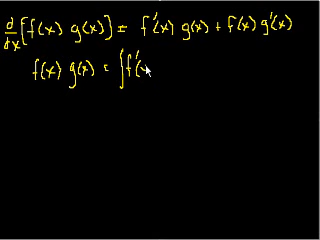 d/dx [f(x) g(x)] = f'(x) g(x) + f(x) g'(x)
f(x) g(x) = ∫f'(x